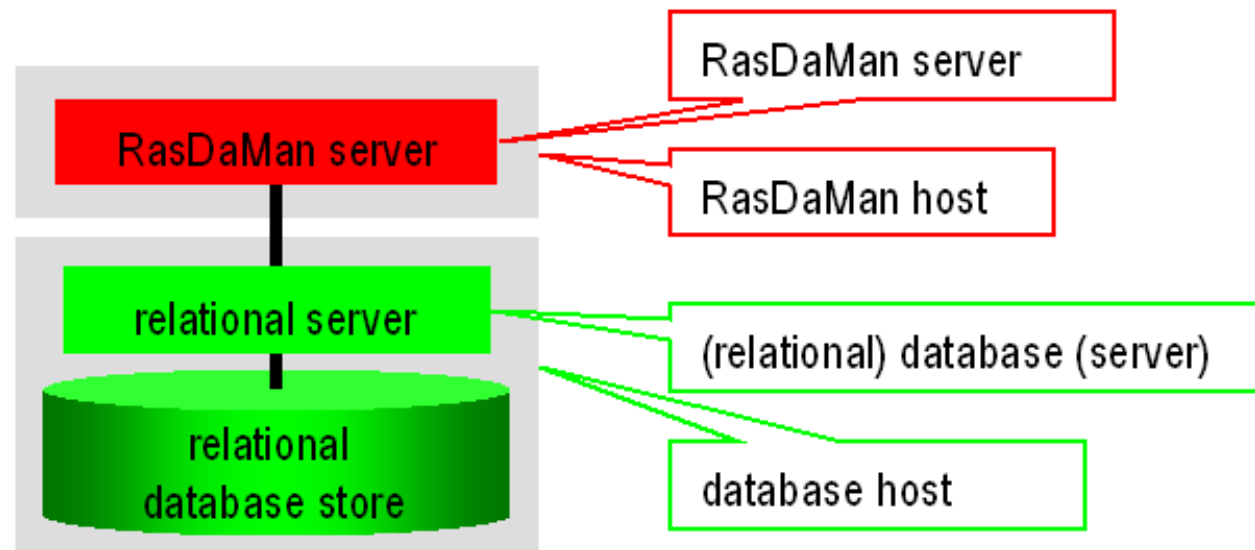 RasDaMan server
RasDaMan server
RasDaMan host
relational server
(relational) database (server)
relational
database store
database host